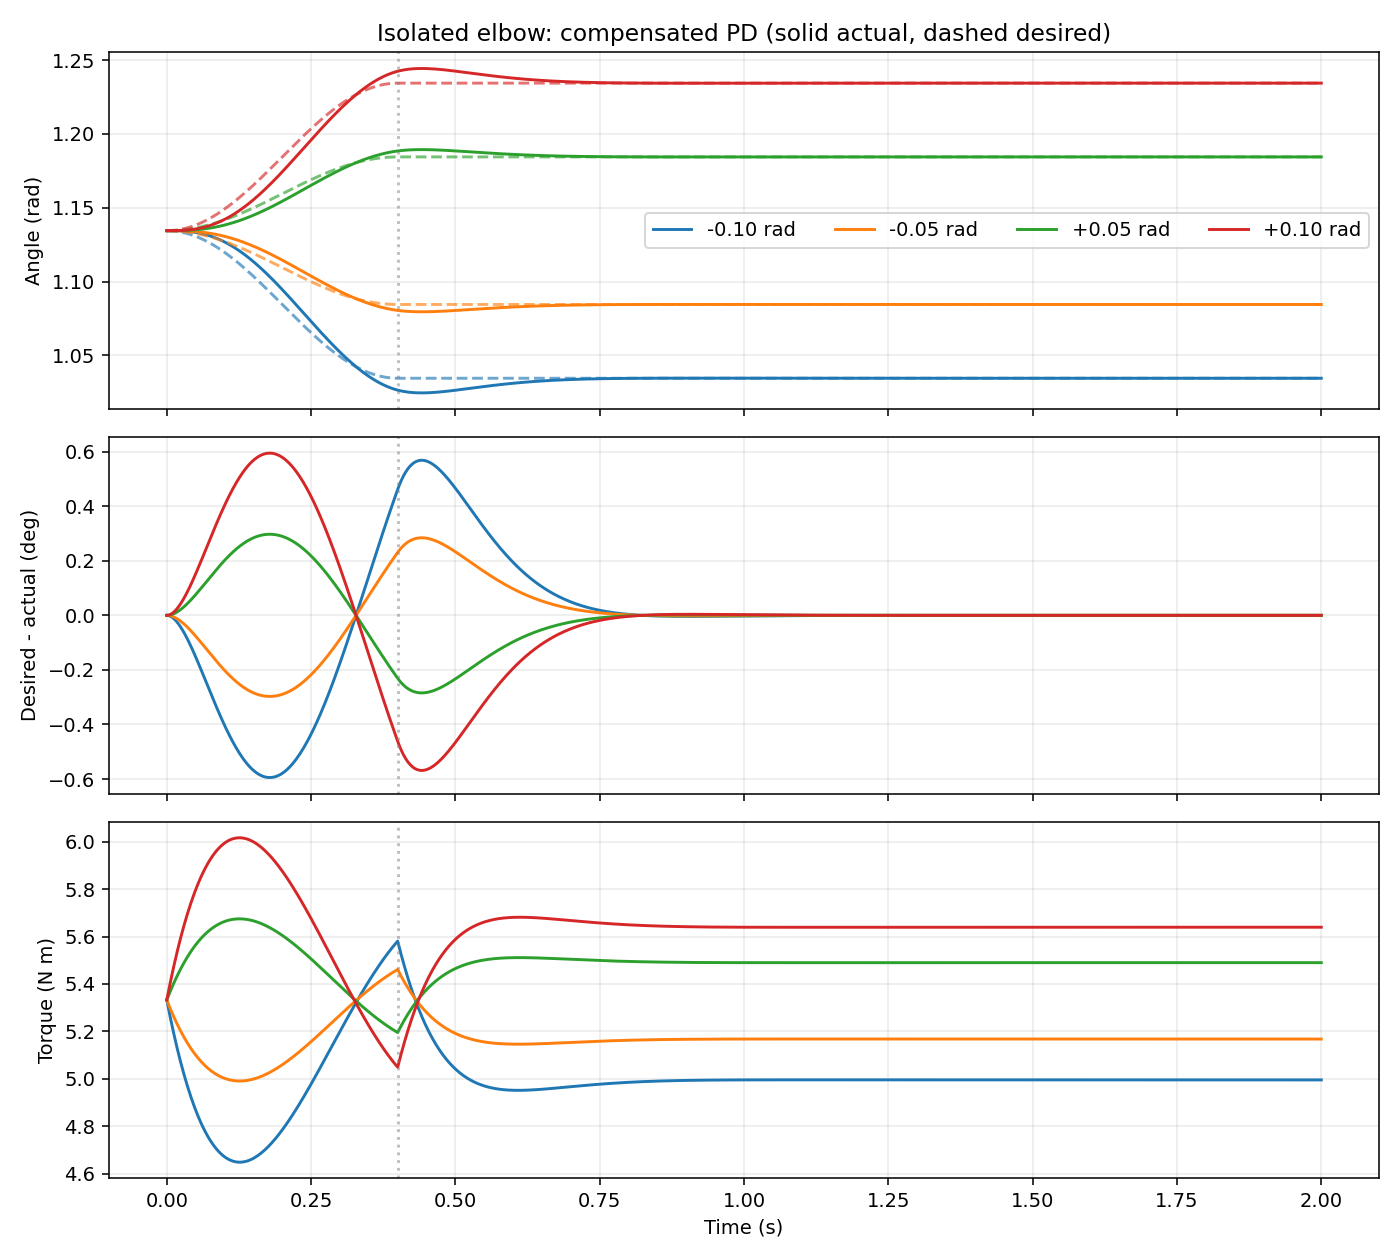 Isolated elbow: compensated PD (solid actual, dashed desired)
1.25
1.20
1.15
1.10
1.05
Angle (rad)
-0.10 rad
-0.05 rad
+0.05 rad
+0.10 rad
0.6
0.4
0.2
0.0
−0.2
−0.4
−0.6
Desired - actual (deg)
6.0
5.8
5.6
5.4
5.2
5.0
4.8
4.6
Torque (N m)
0.00 0.25 0.50 0.75 1.00 1.25 1.50 1.75 2.00
Time (s)